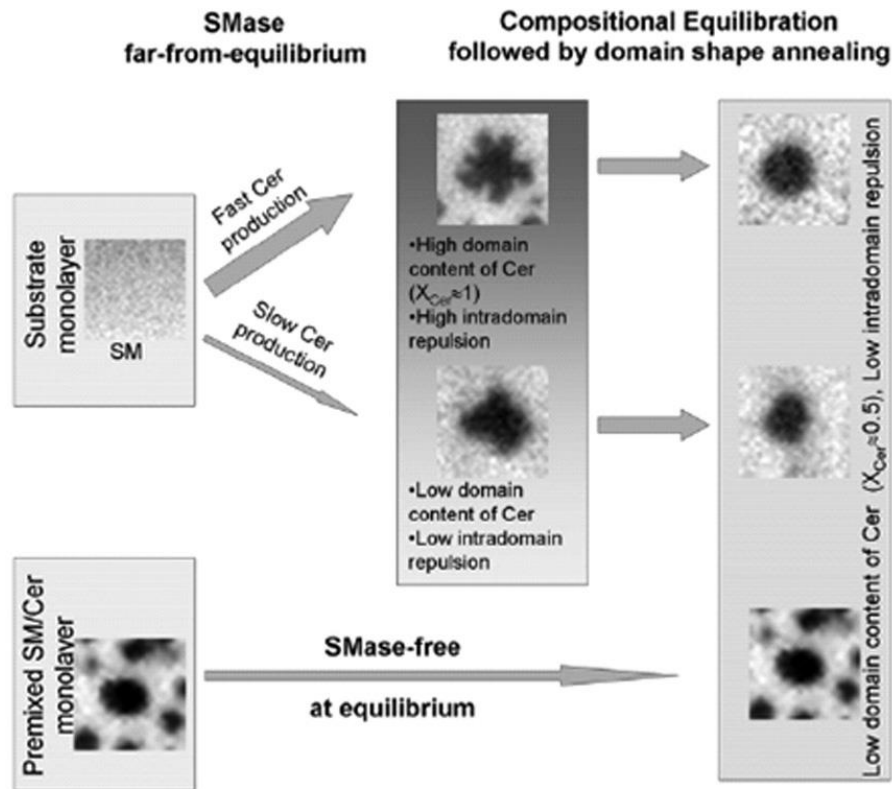 SMase
far-from-equilibrium
Compositional Equilibration
followed by domain shape annealing
Substrate
monolayer
SM
Fast Cer
production
Slow Cer
production
•High domain
content of Cer
(X_Cer≈1)
•High intradomain
repulsion
•Low domain
content of Cer
•Low intradomain
repulsion
Low domain content of Cer (X_Cer≈0.5), Low intradomain repulsion
Premixed SM/Cer
monolayer
SMase-free
at equilibrium